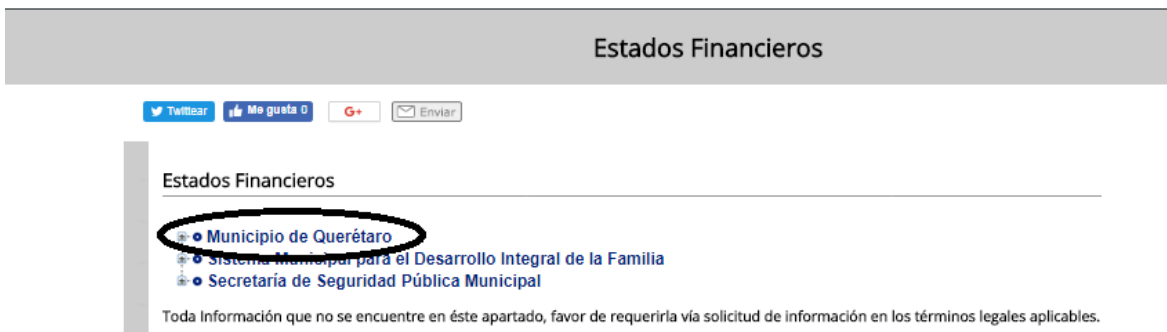 Estados Financieros
Twittear Me gusta 0 G+ Enviar
Estados Financieros
Municipio de Querétaro
Sistema Municipal para el Desarrollo Integral de la Familia
Secretaría de Seguridad Pública Municipal
Toda Información que no se encuentre en éste apartado, favor de requerirla vía solicitud de información en los términos legales aplicables.